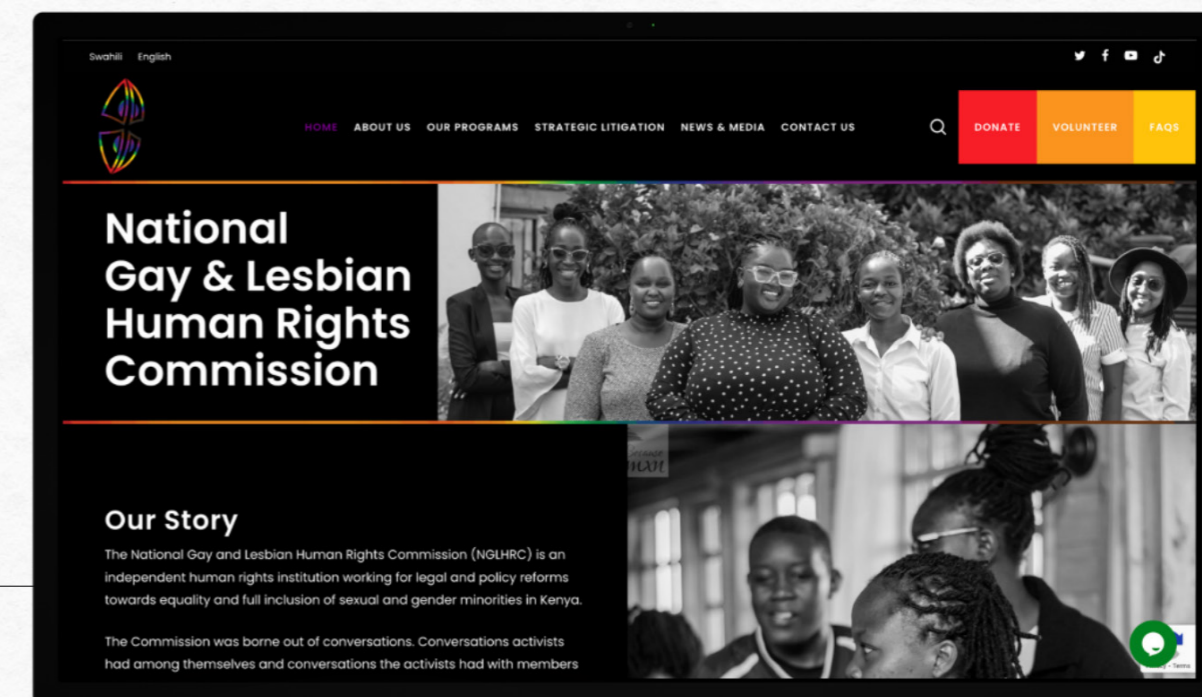 Swahili English
HOME ABOUT US OUR PROGRAMS STRATEGIC LITIGATION NEWS & MEDIA CONTACT US DONATE VOLUNTEER FAQS
National
Gay & Lesbian
Human Rights
Commission
Our Story
The National Gay and Lesbian Human Rights Commission (NGLHRC) is an
independent human rights institution working for legal and policy reforms
towards equality and full inclusion of sexual and gender minorities in Kenya.
The Commission was borne out of conversations. Conversations activists
had among themselves and conversations the activists had with members
Terms